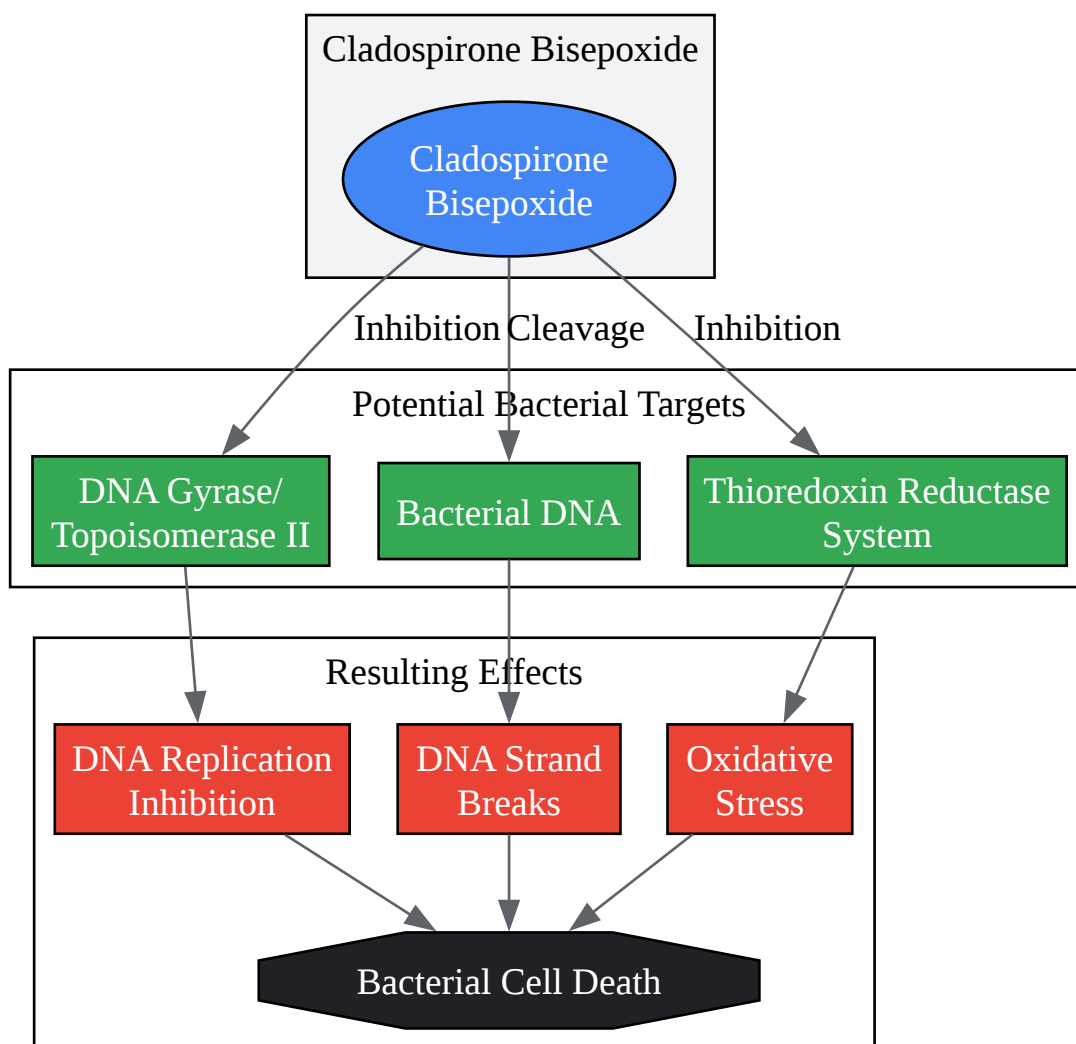 Cladospirone Bisepoxide
Cladospirone
Bisepoxide
Inhibition
Cleavage
Inhibition
Potential Bacterial Targets
DNA Gyrase/
Topoisomerase II
Bacterial DNA
Thioredoxin Reductase
System
Resulting Effects
DNA Replication
Inhibition
DNA Strand
Breaks
Oxidative
Stress
Bacterial Cell Death